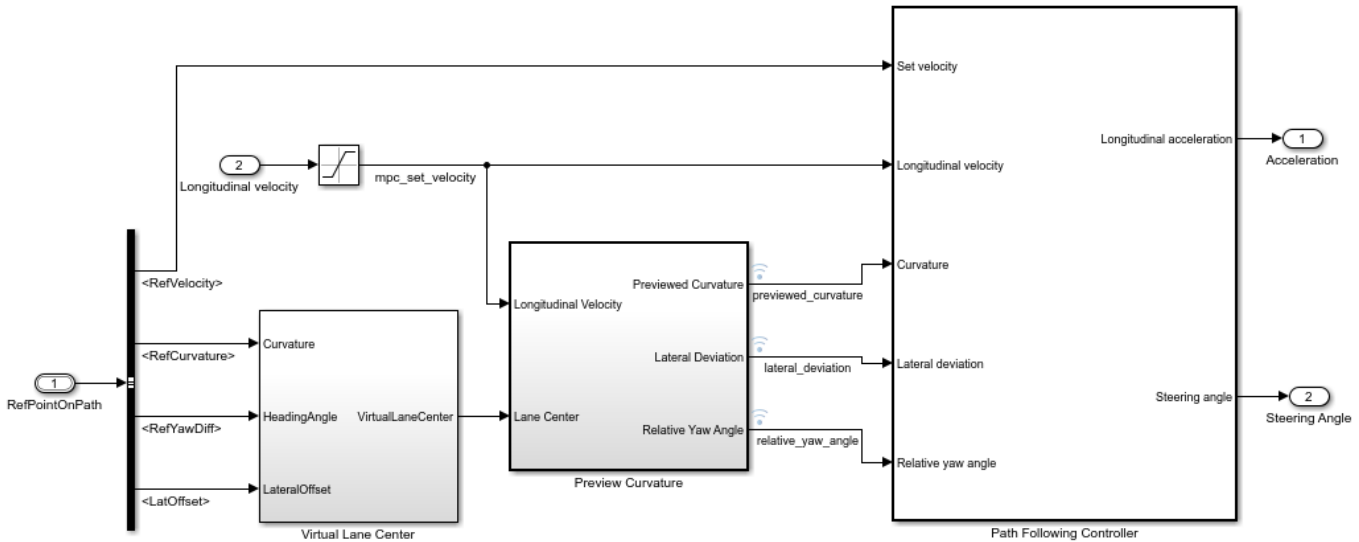 Set velocity
Longitudinal acceleration
1
Acceleration
2
Longitudinal velocity
mpc_set_velocity
Longitudinal velocity
<RefVelocity>
Previewed Curvature
previewed_curvature
Curvature
Longitudinal Velocity
Curvature
<RefCurvature>
Lateral Deviation
lateral_deviation
Lateral deviation
1
RefPointOnPath
HeadingAngle
<RefYawDiff>
VirtualLaneCenter
Lane Center
Relative Yaw Angle
relative_yaw_angle
Relative yaw angle
Steering angle
2
Steering Angle
LateralOffset
<LatOffset>
Virtual Lane Center
Preview Curvature
Path Following Controller